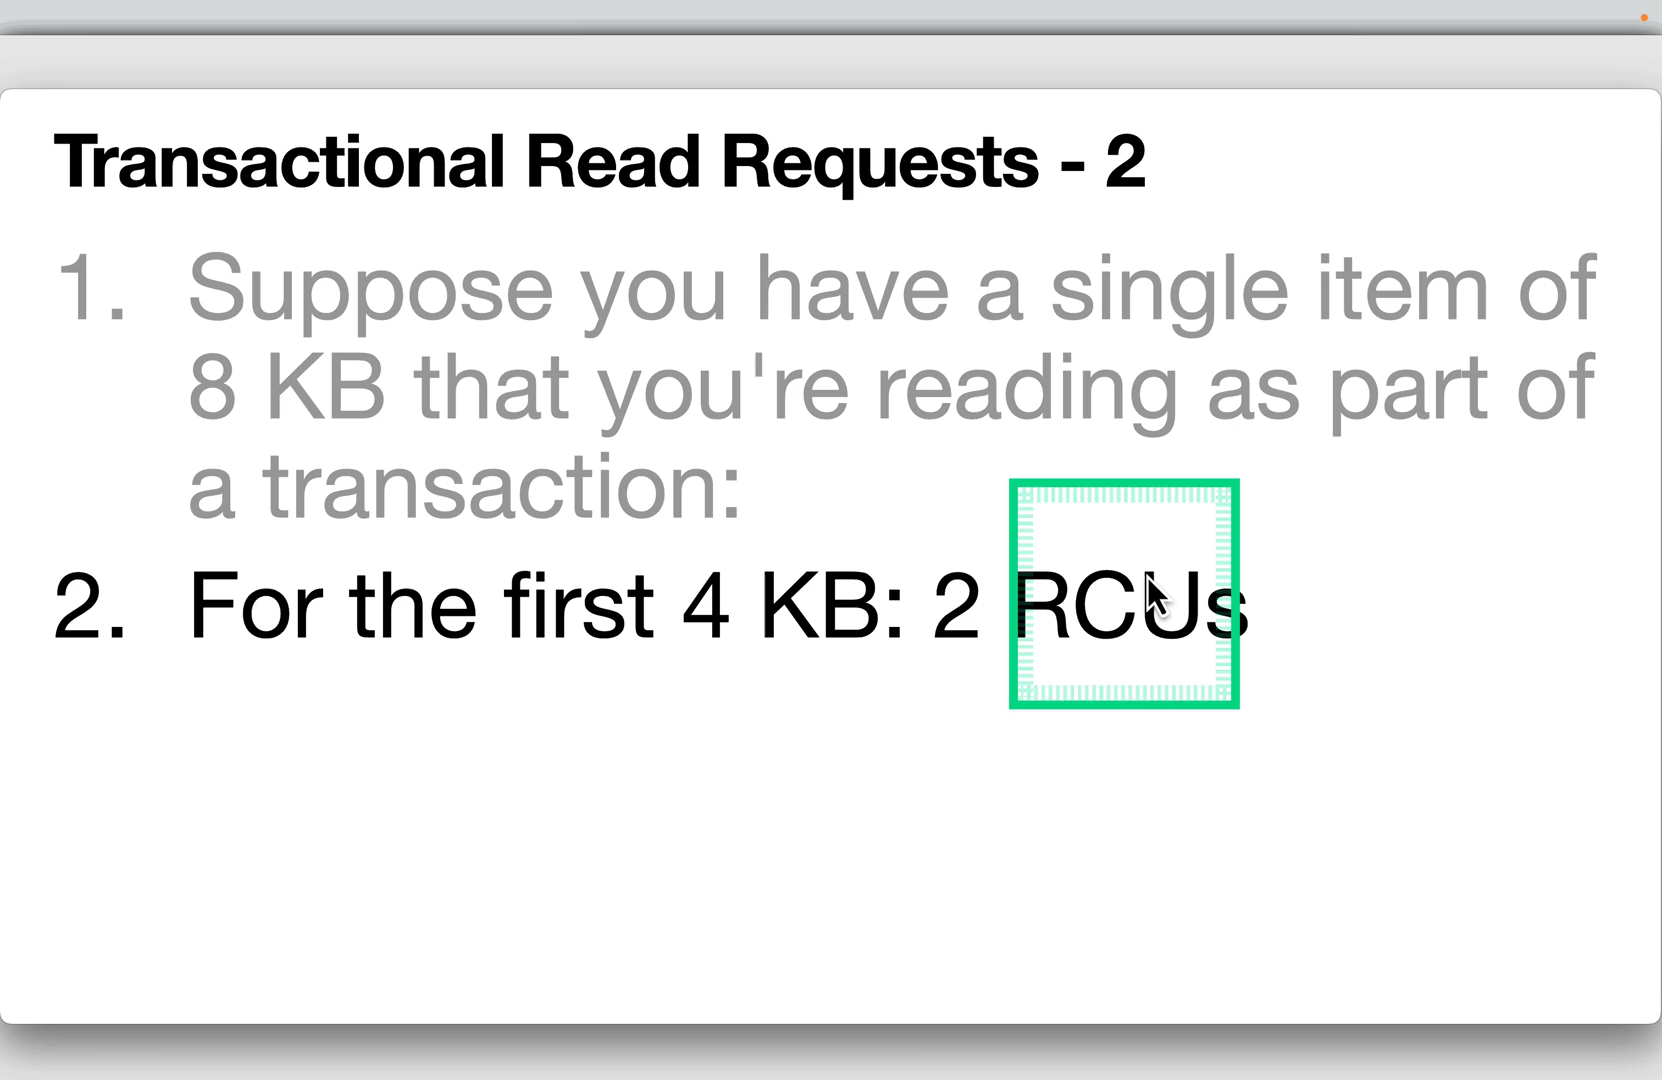 Transactional Read Requests - 2
1. Suppose you have a single item of
8 KB that you're reading as part of
a transaction:
2. For the first 4 KB: 2 RCUs